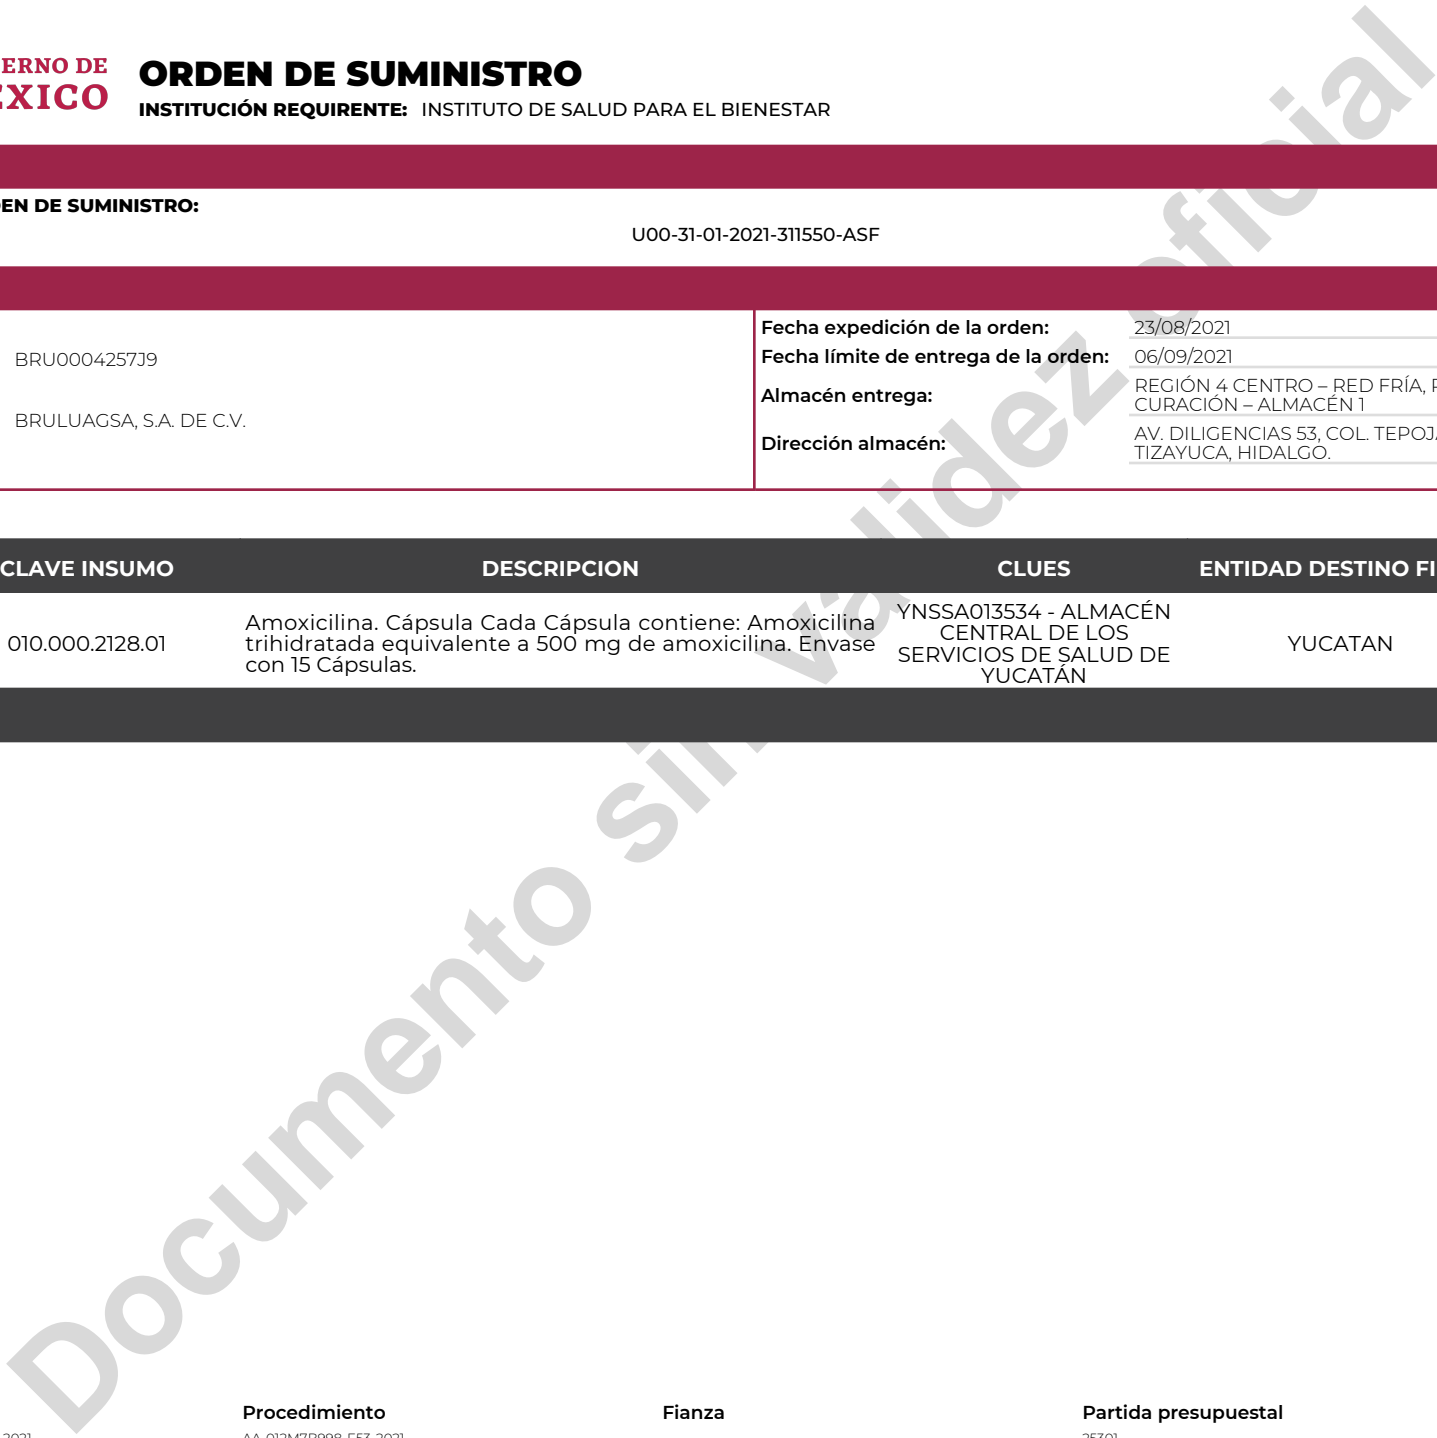 ERNO DE
ÉXICO
ORDEN DE SUMINISTRO
INSTITUCIÓN REQUIRENTE: INSTITUTO DE SALUD PARA EL BIENESTAR
EN DE SUMINISTRO:
U00-31-01-2021-311550-ASF
BRU0004257J9
BRULUAGSA, S.A. DE C.V.
Fecha expedición de la orden: 23/08/2021
Fecha límite de entrega de la orden: 06/09/2021
Almacén entrega: REGIÓN 4 CENTRO – RED FRÍA,
CURACIÓN – ALMACÉN 1
Dirección almacén: AV. DILIGENCIAS 53, COL. TEPOJ
TIZAYUCA, HIDALGO.
CLAVE INSUMO DESCRIPCION CLUES ENTIDAD DESTINO FI
010.000.2128.01
Amoxicilina. Cápsula Cada Cápsula contiene: Amoxicilina
trihidratada equivalente a 500 mg de amoxicilina. Envase
con 15 Cápsulas.
YNSSA013534 - ALMACÉN
CENTRAL DE LOS
SERVICIOS DE SALUD DE
YUCATÁN
YUCATAN
Documento sin validez oficial
Procedimiento Fianza Partida presupuestal